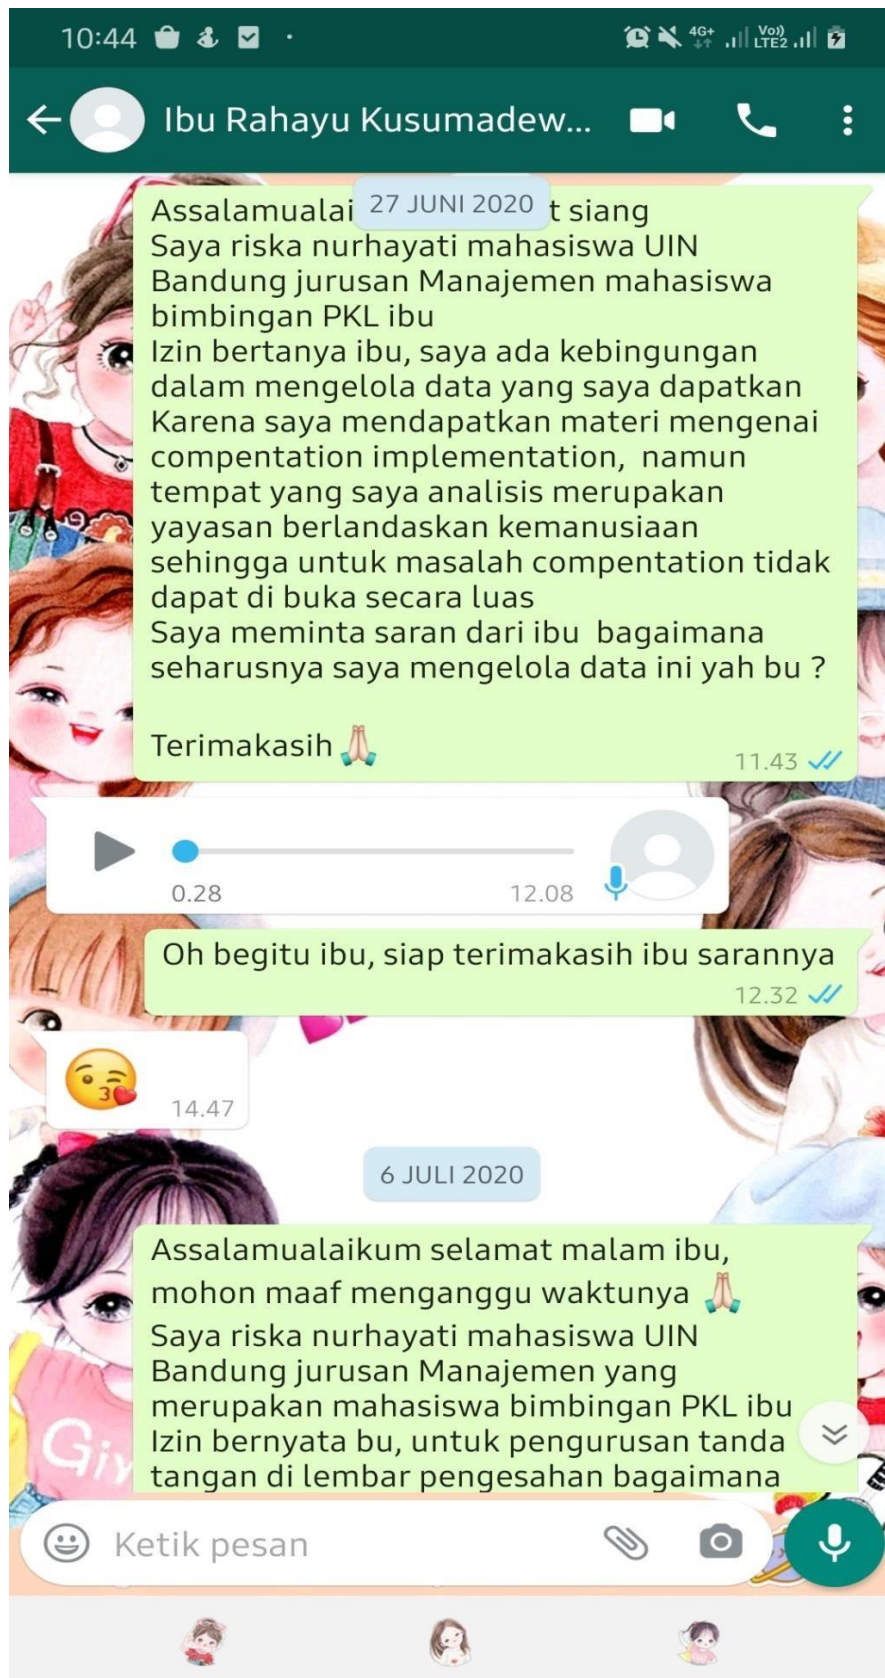 10:44
4G+
Vo))
LTE2
Ibu Rahayu Kusumadew...
27 JUNI 2020
Assalamualai t siang
Saya riska nurhayati mahasiswa UIN
Bandung jurusan Manajemen mahasiswa
bimbingan PKL ibu
Izin bertanya ibu, saya ada kebingungan
dalam mengelola data yang saya dapatkan
Karena saya mendapatkan materi mengenai
compentation implementation, namun
tempat yang saya analisis merupakan
yayasan berlandaskan kemanusiaan
sehingga untuk masalah compentation tidak
dapat di buka secara luas
Saya meminta saran dari ibu bagaimana
seharusnya saya mengelola data ini yah bu ?
Terimakasih 🙏🏻
11.43
0.28
12.08
Oh begitu ibu, siap terimakasih ibu sarannya
12.32
😘
14.47
6 JULI 2020
Assalamualaikum selamat malam ibu,
mohon maaf menganggu waktunya 🙏🏻
Saya riska nurhayati mahasiswa UIN
Bandung jurusan Manajemen yang
merupakan mahasiswa bimbingan PKL ibu
Izin bernyata bu, untuk pengurusan tanda
tangan di lembar pengesahan bagaimana
Ketik pesan